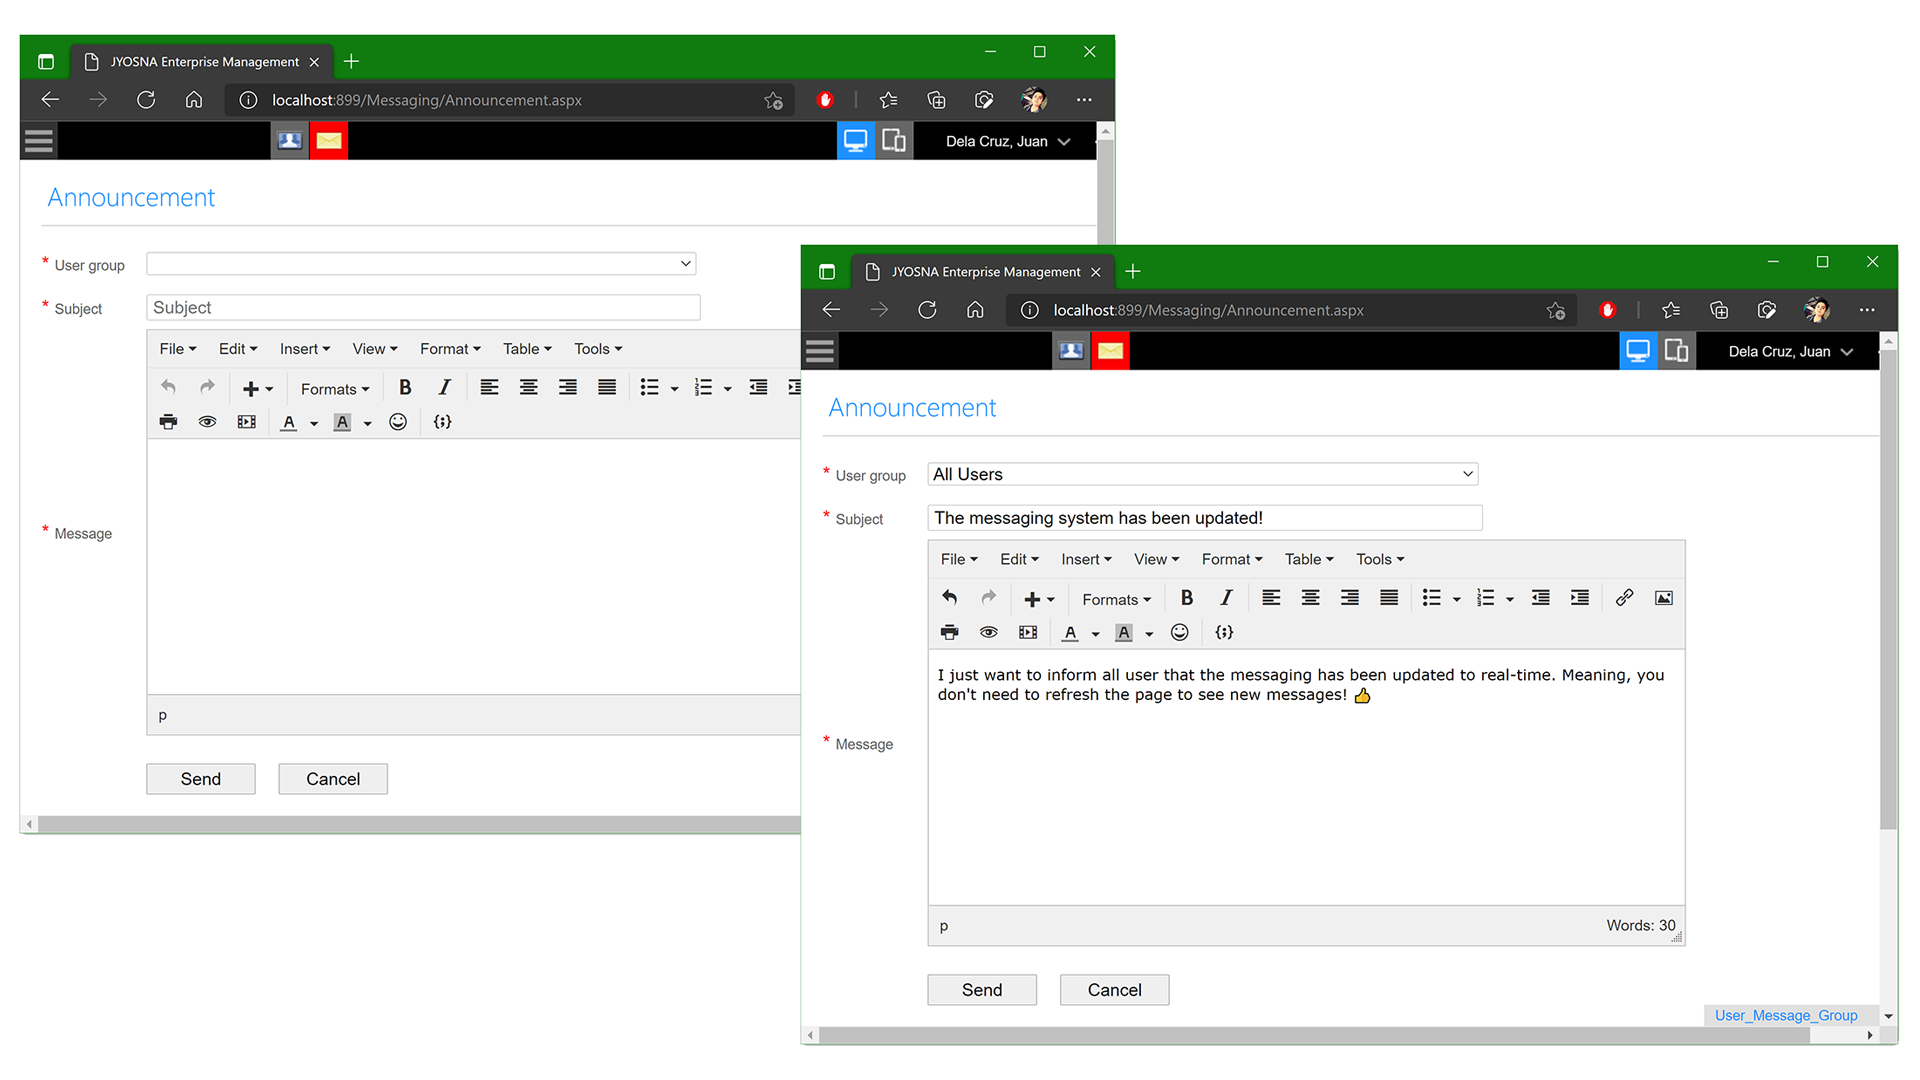 JYOSNA Enterprise Management
localhost:899/Messaging/Announcement.aspx
Dela Cruz, Juan
Announcement
* User group
* Subject
Subject
File Edit Insert View Format Table Tools
Formats B I
A A {;}
* Message
p
Send Cancel
JYOSNA Enterprise Management
localhost:899/Messaging/Announcement.aspx
Dela Cruz, Juan
Announcement
* User group All Users
* Subject The messaging system has been updated!
File Edit Insert View Format Table Tools
Formats B I
A A {;}
I just want to inform all user that the messaging has been updated to real-time. Meaning, you
don't need to refresh the page to see new messages! 👍
* Message
p Words: 30
Send Cancel
User_Message_Group